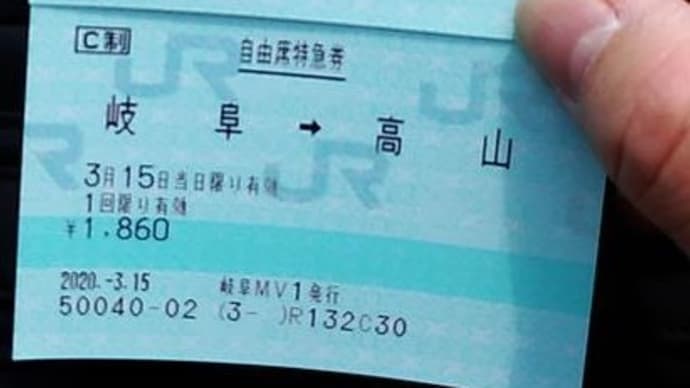 C制
自由席特急券
岐阜 → 高山
3月15日当日限り有効
1回限り有効
¥1,860
2020.-3.15 岐阜MV1発行
50040-02 (3- )R132C30